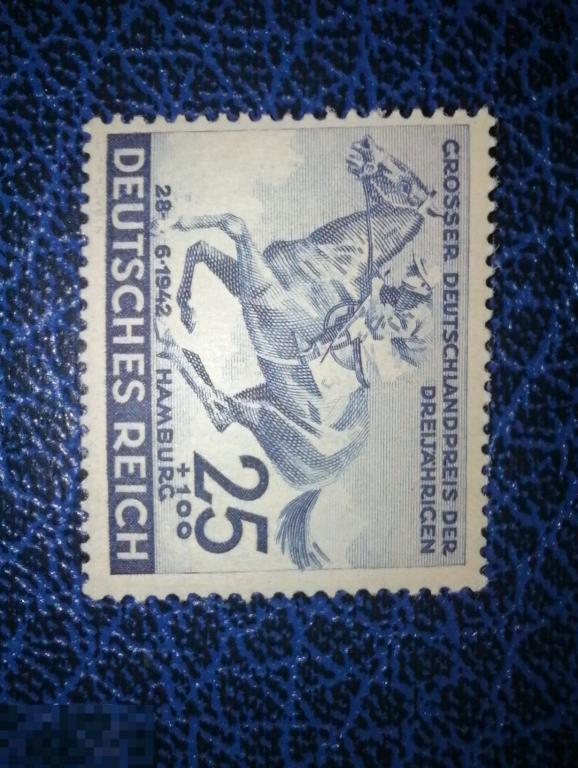 GROSSER DEUTSCHLANDPREIS DER
DREIJÄHRIGEN
25
+100
28·6·1942 HAMBURG
DEUTSCHES REICH